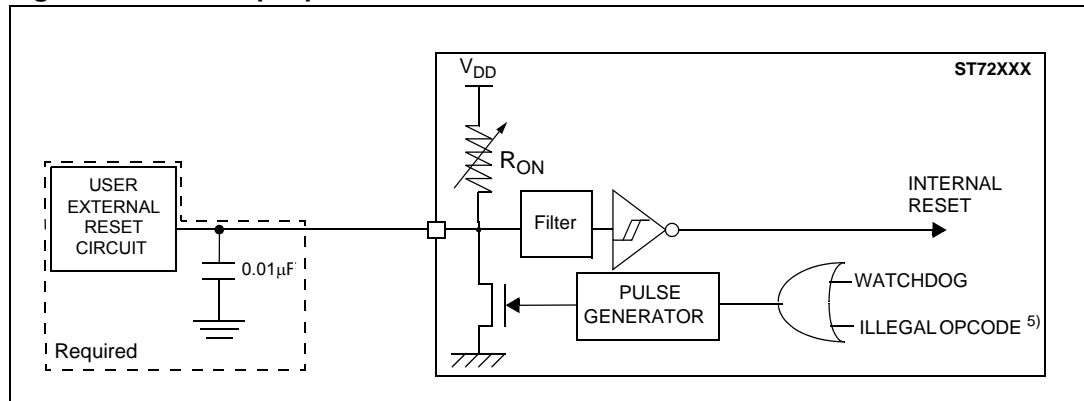 ST72XXX
VDD
RON
USER
EXTERNAL
RESET
CIRCUIT
0.01μF
Required
Filter
INTERNAL
RESET
PULSE
GENERATOR
WATCHDOG
ILLEGAL OPCODE 5)